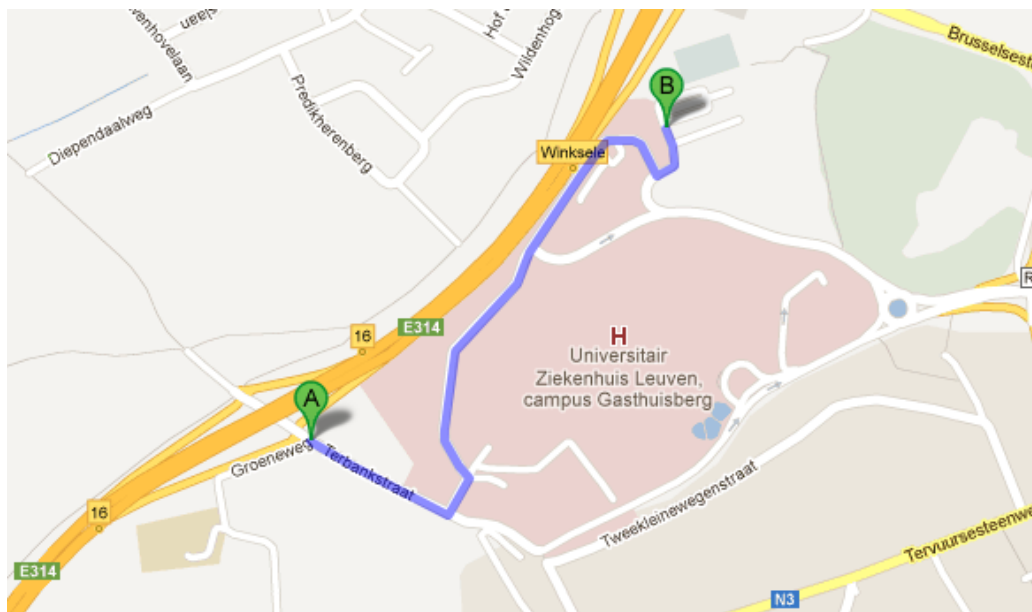 Hof
Brusselseste
Wildenhog
Predikherenberg
Diependaalweg
B
Winksele
R
16
E314
H
Universitair
Ziekenhuis Leuven,
campus Gasthuisberg
A
Groeneweg
Terbankstraat
16
Tweekleinewegenstraat
Tervuursesteenwe
E314
N3